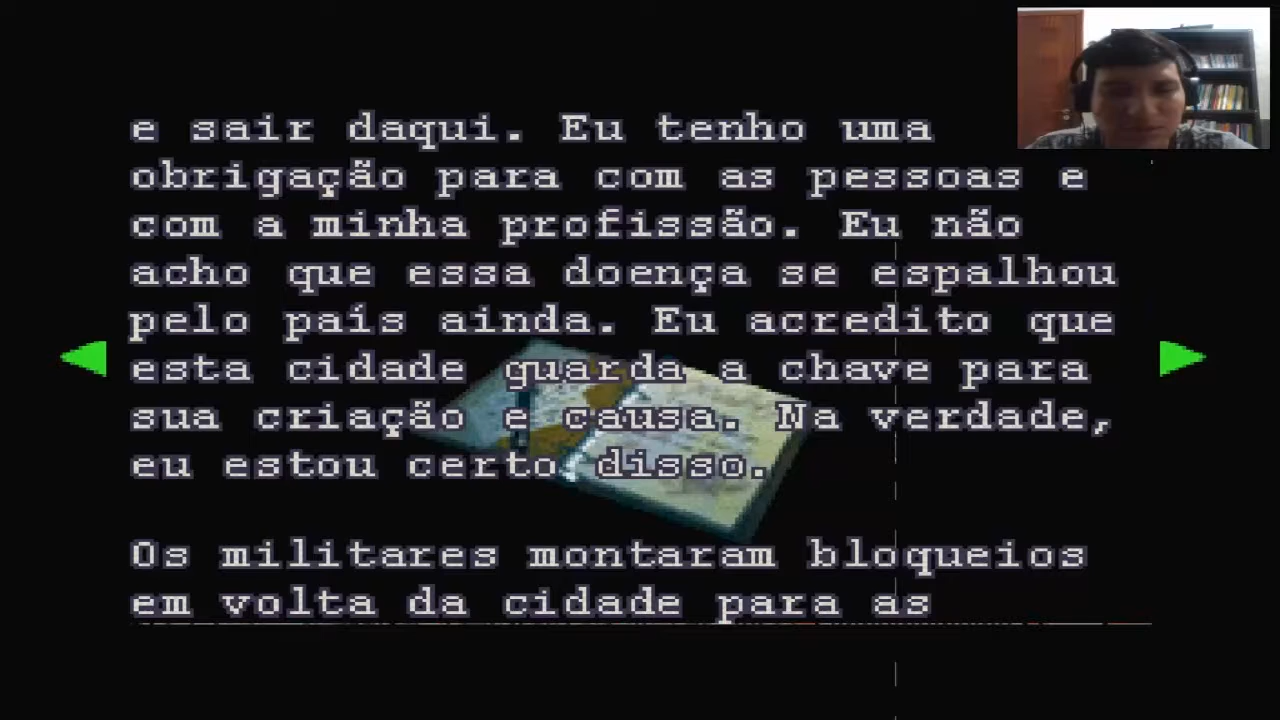 e sair daqui. Eu tenho uma
obrigação para com as pessoas e
com a minha profissão. Eu não
acho que essa doença se espalhou
pelo país ainda. Eu acredito que
esta cidade guarda a chave para
sua criação e causa. Na verdade,
eu estou certo disso.
Os militares montaram bloqueios
em volta da cidade para as